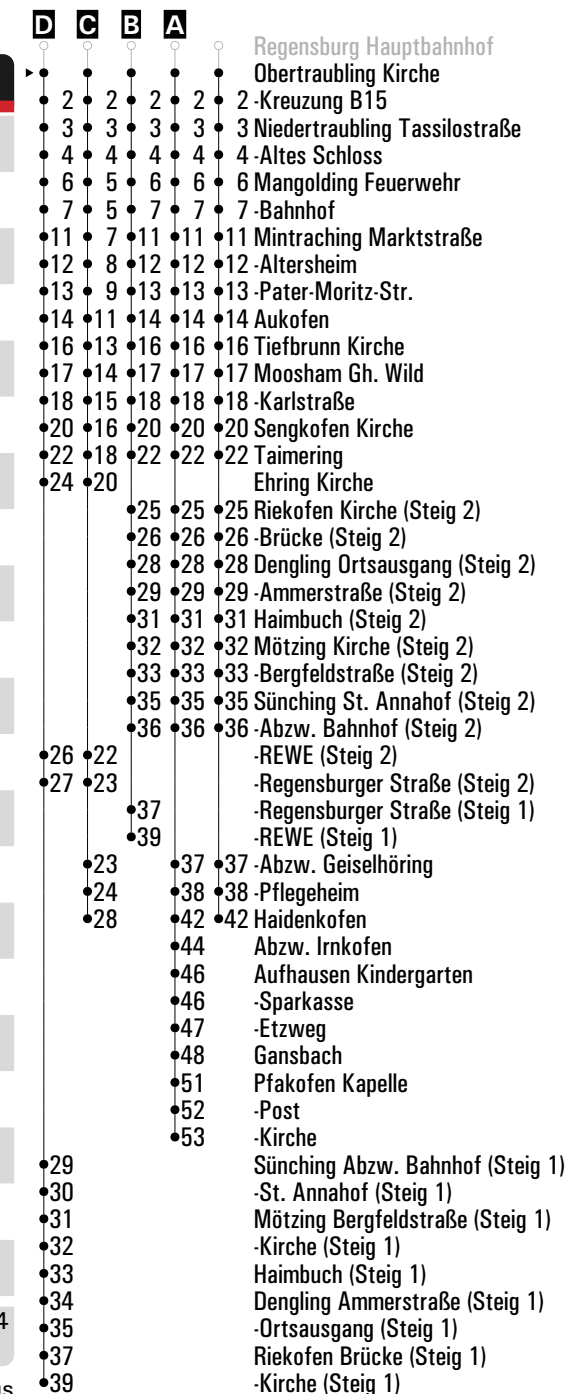 D C B A
Regensburg Hauptbahnhof
Obertraubling Kirche
2 2 2 2 2 -Kreuzung B15
3 3 3 3 3 Niedertraubling Tassilostraße
4 4 4 4 4 -Altes Schloss
6 5 6 6 6 Mangolding Feuerwehr
7 5 7 7 7 -Bahnhof
11 7 11 11 11 Mintraching Marktstraße
12 8 12 12 12 -Altersheim
13 9 13 13 13 -Pater-Moritz-Str.
14 11 14 14 14 Aukofen
16 13 16 16 16 Tiefbrunn Kirche
17 14 17 17 17 Moosham Gh. Wild
18 15 18 18 18 -Karlstraße
20 16 20 20 20 Sengkofen Kirche
22 18 22 22 22 Taimering
24 20 Ehring Kirche
25 25 25 Riekofen Kirche (Steig 2)
26 26 26 -Brücke (Steig 2)
28 28 28 Dengling Ortsausgang (Steig 2)
29 29 29 -Ammerstraße (Steig 2)
31 31 31 Haimbuch (Steig 2)
32 32 32 Mötzing Kirche (Steig 2)
33 33 33 -Bergfeldstraße (Steig 2)
35 35 35 Sünching St. Annahof (Steig 2)
36 36 36 -Abzw. Bahnhof (Steig 2)
26 22 -REWE (Steig 2)
27 23 -Regensburger Straße (Steig 2)
37 -Regensburger Straße (Steig 1)
39 -REWE (Steig 1)
23 37 37 -Abzw. Geiselhöring
24 38 38 -Pflegeheim
28 42 42 Haidenkofen
44 Abzw. Irnkofen
46 Aufhausen Kindergarten
46 -Sparkasse
47 -Etzweg
48 Gansbach
51 Pfakofen Kapelle
52 -Post
53 -Kirche
29 Sünching Abzw. Bahnhof (Steig 1)
30 -St. Annahof (Steig 1)
31 Mötzing Bergfeldstraße (Steig 1)
32 -Kirche (Steig 1)
33 Haimbuch (Steig 1)
34 Dengling Ammerstraße (Steig 1)
4
35 -Ortsausgang (Steig 1)
37 Riekofen Brücke (Steig 1)
39 -Kirche (Steig 1)